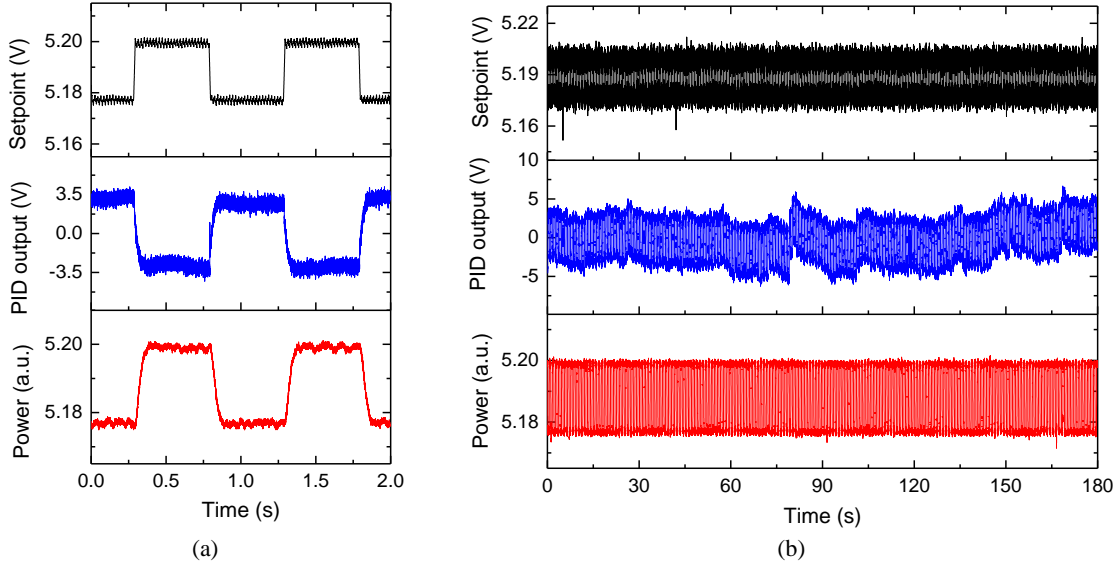 Setpoint (V)
5.20
5.18
5.16
PID output (V)
3.5
0.0
-3.5
Power (a.u.)
5.20
5.18
0.0 0.5 1.0 1.5 2.0
Time (s)
(a)
Setpoint (V)
5.22
5.19
5.16
PID output (V)
10
5
0
-5
Power (a.u.)
5.20
5.18
0 30 60 90 120 150 180
Time (s)
(b)